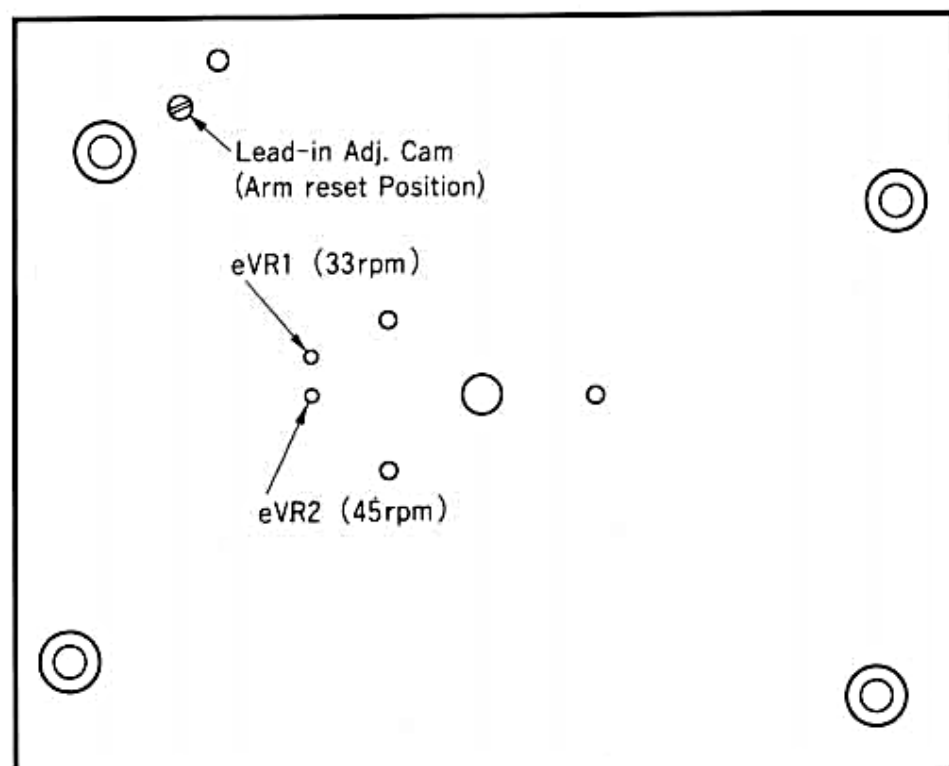 Lead-in Adj. Cam
(Arm reset Position)
eVR1 (33rpm)
eVR2 (45rpm)